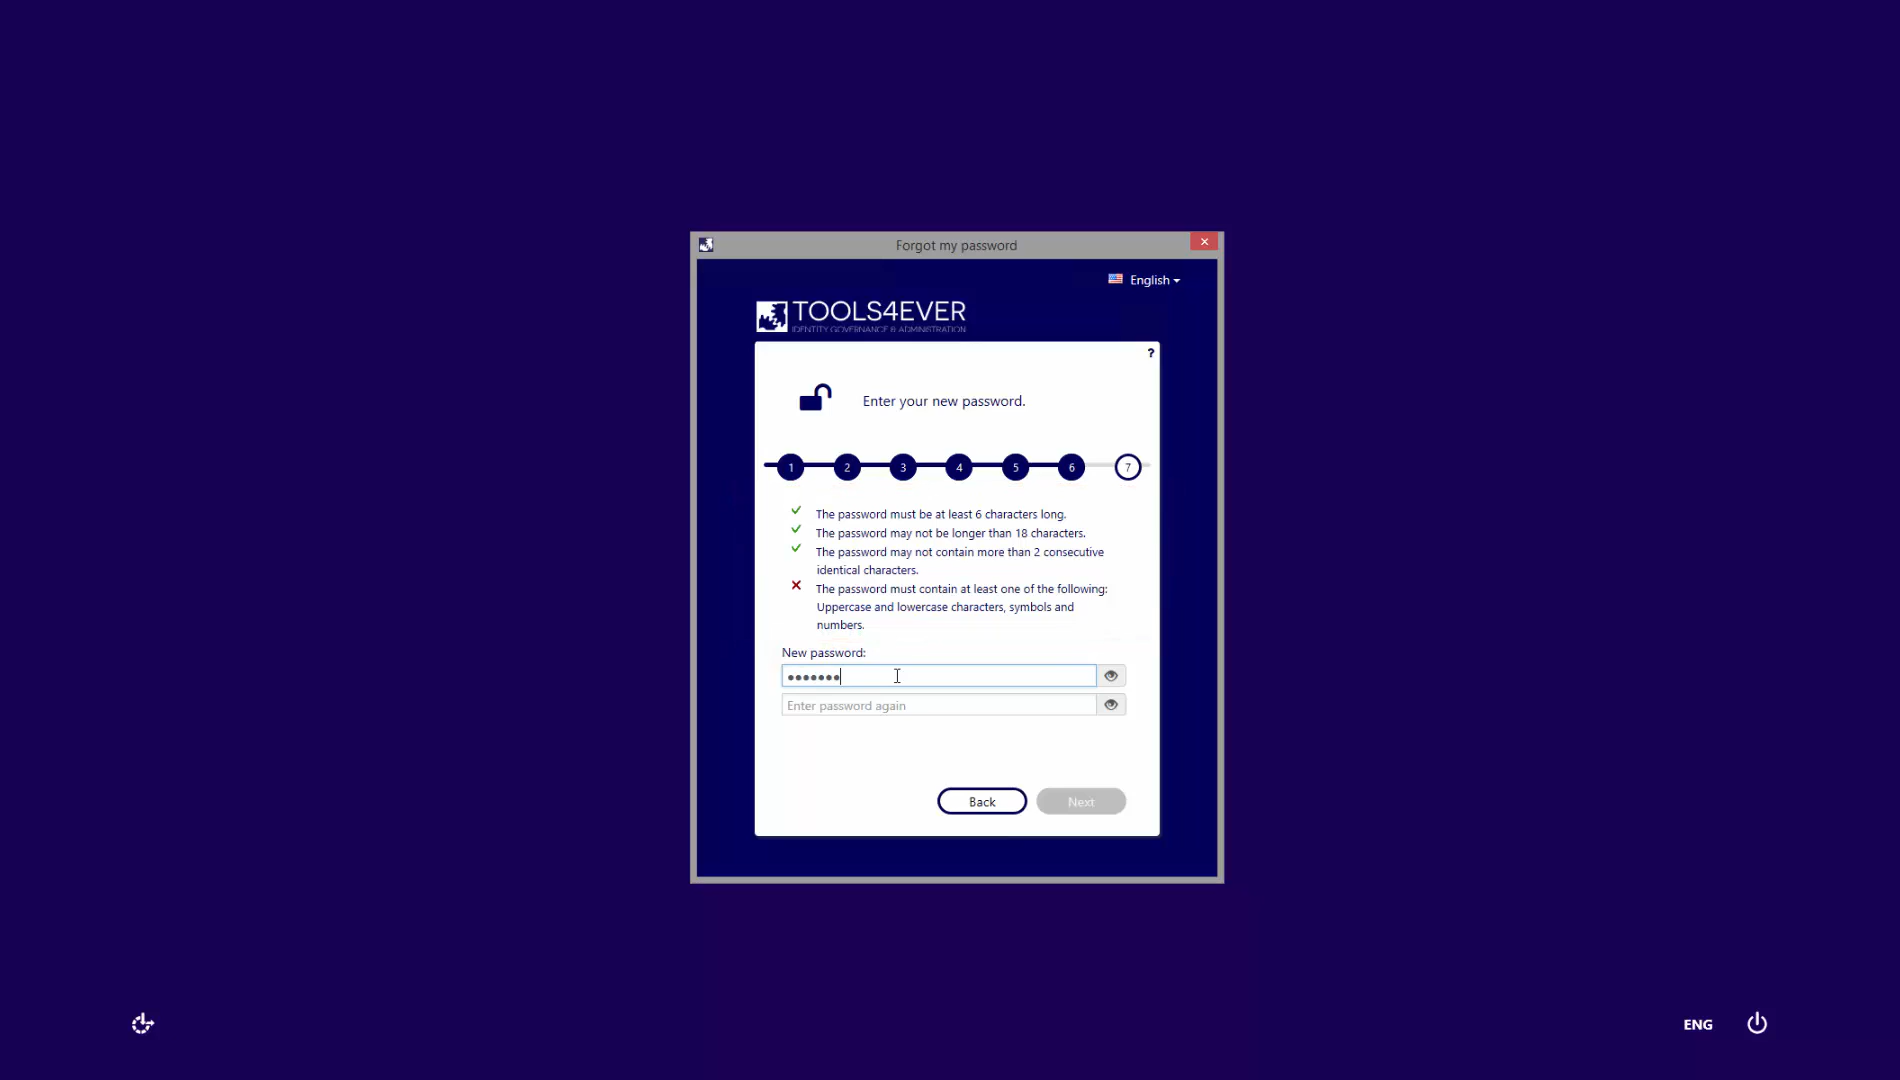 Forgot my password
English
TOOLS4EVER
IDENTITY GOVERNANCE & ADMINISTRATION
?
Enter your new password.
1 2 3 4 5 6 7
The password must be at least 6 characters long.
The password may not be longer than 18 characters.
The password may not contain more than 2 consecutive
identical characters.
The password must contain at least one of the following:
Uppercase and lowercase characters, symbols and
numbers.
New password:
•••••••
Enter password again
Back Next
ENG